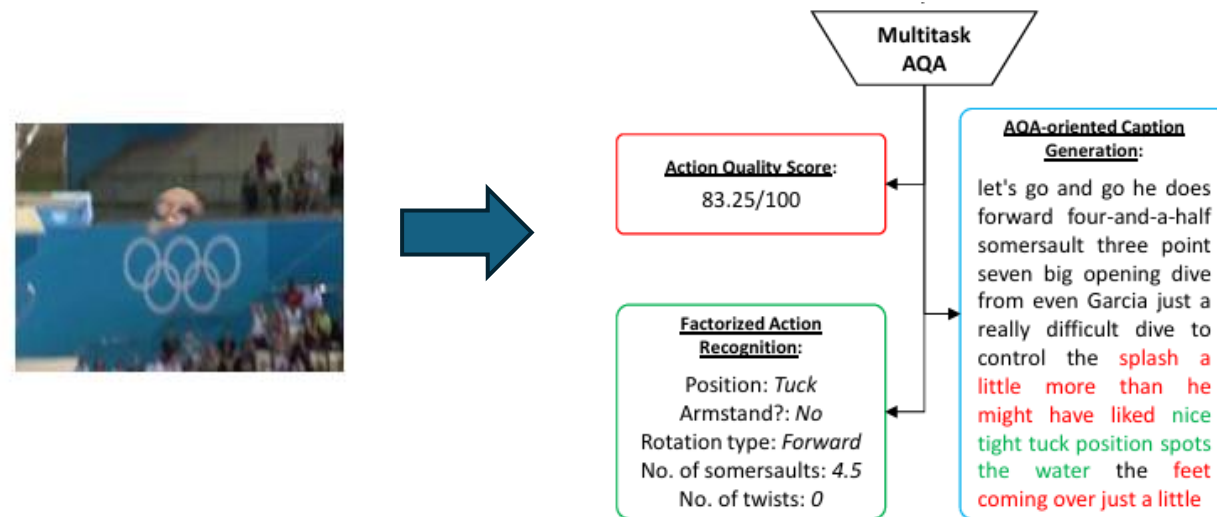 Multitask
AQA
Action Quality Score:
83.25/100
Factorized Action
Recognition:
Position: Tuck
Armstand?: No
Rotation type: Forward
No. of somersaults: 4.5
No. of twists: 0
AQA-oriented Caption
Generation:
let's go and go he does
forward four-and-a-half
somersault three point
seven big opening dive
from even Garcia just a
really difficult dive to
control the splash a
little more than he
might have liked nice
tight tuck position spots
the water the feet
coming over just a little